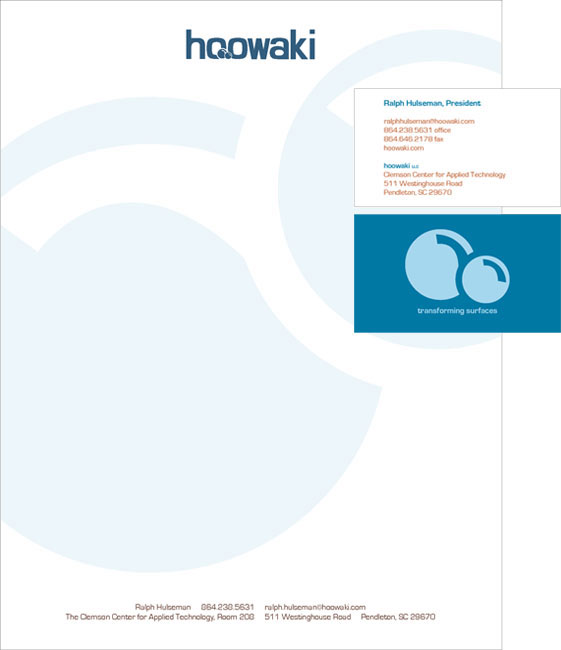 hoowaki
Ralph Hulseman, President
ralphhulseman@hoowaki.com
864.238.5631 office
864.646.2178 fax
hoowaki.com
hoowaki LLC
Clemson Center for Applied Technology
511 Westinghouse Road
Pendleton, SC 29670
transforming surfaces
Ralph Hulseman 864.238.5631 ralph.hulseman@hoowaki.com
The Clemson Center for Applied Technology, Room 208 511 Westinghouse Road Pendleton, SC 29670